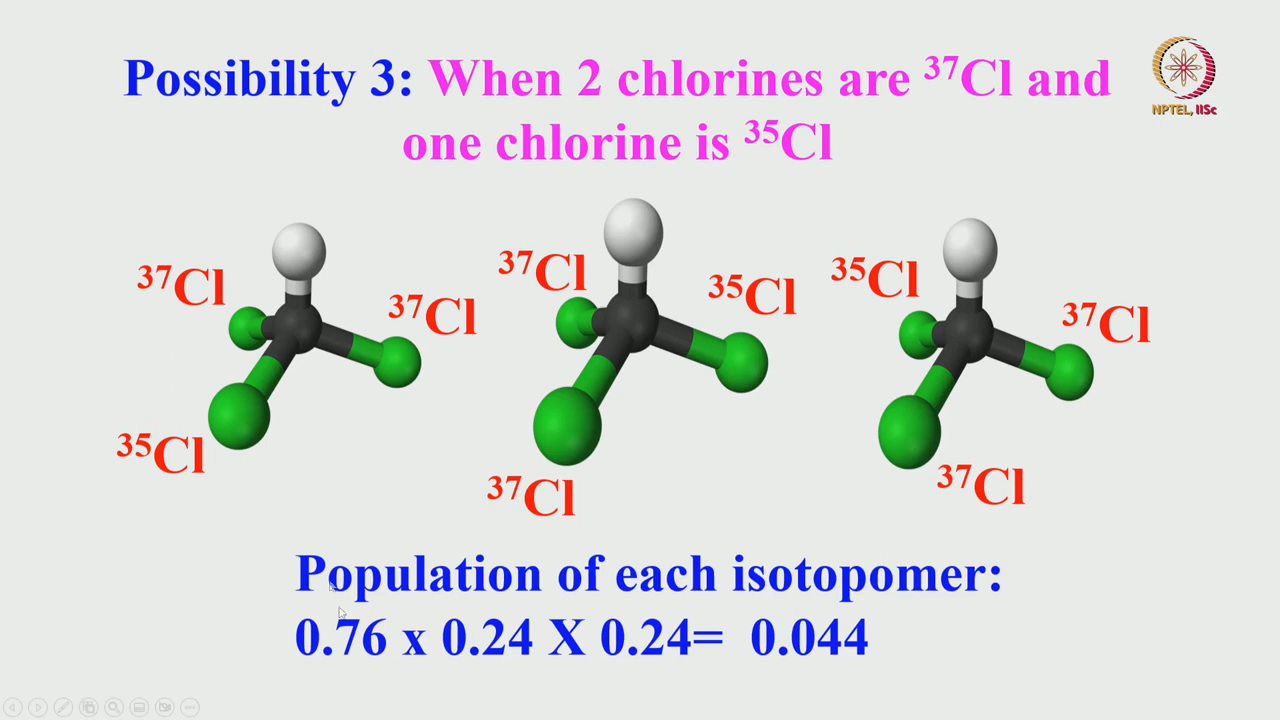 Possibility 3: When 2 chlorines are ³⁷Cl and
one chlorine is ³⁵Cl
NPTEL, IISc
³⁷Cl
³⁷Cl
³⁵Cl
³⁷Cl
³⁵Cl
³⁷Cl
³⁵Cl
³⁷Cl
³⁷Cl
Population of each isotopomer:
0.76 x 0.24 X 0.24= 0.044